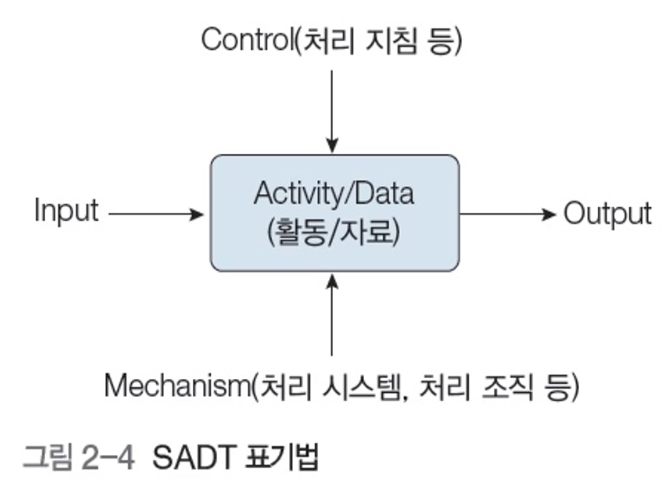 Control(처리 지침 등)
Input
Activity/Data
(활동/자료)
Output
Mechanism(처리 시스템, 처리 조직 등)
그림 2-4 SADT 표기법